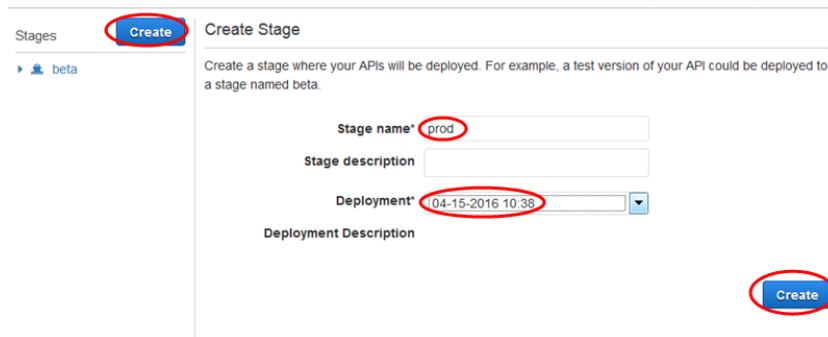 Stages
Create
beta
Create Stage
Create a stage where your APIs will be deployed. For example, a test version of your API could be deployed to
a stage named beta.
Stage name* prod
Stage description
Deployment* 04-15-2016 10:38
Deployment Description
Create